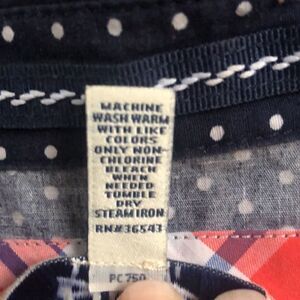 MACHINE
WASH WARM
WITH LIKE
COLORS
ONLY NON-
CHLORINE
BLEACH
WHEN
NEEDED
TUMBLE
DRY
STEAM IRON
RN#36543
PC750